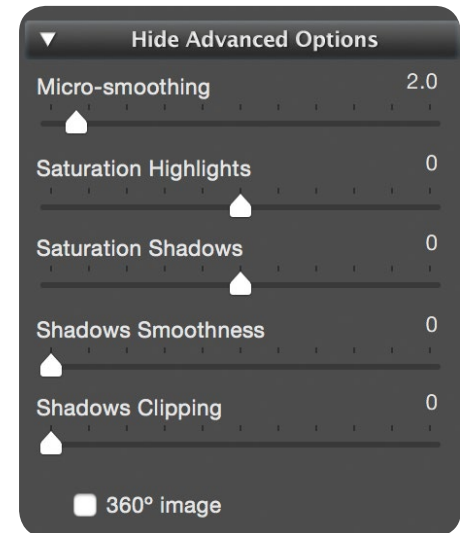 Hide Advanced Options
Micro-smoothing 2.0
Saturation Highlights 0
Saturation Shadows 0
Shadows Smoothness 0
Shadows Clipping 0
360° image